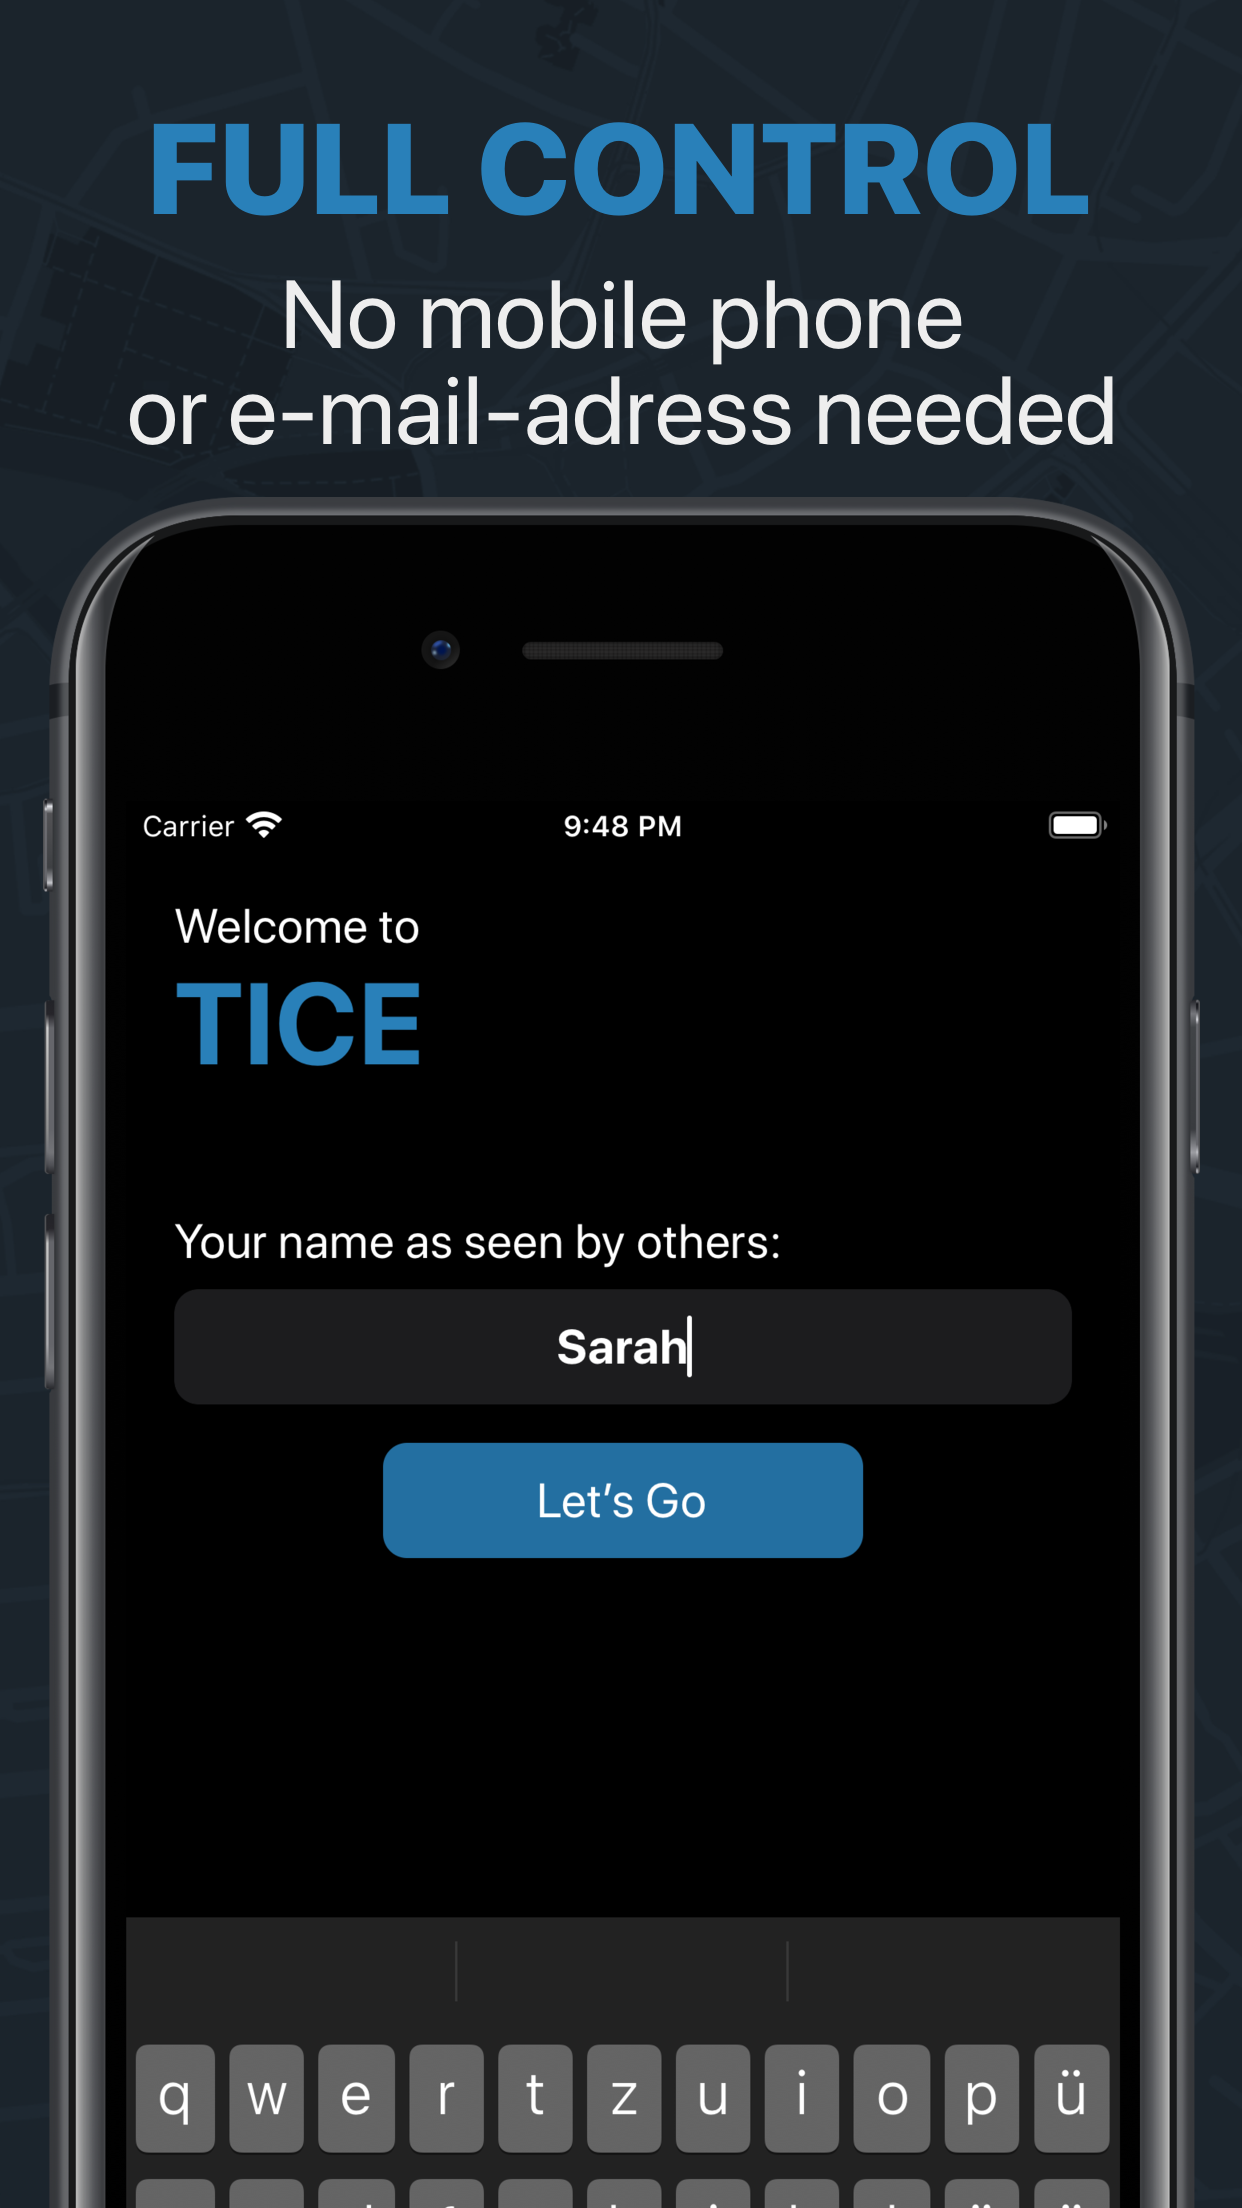 FULL CONTROL
No mobile phone
or e-mail-adress needed
Carrier 9:48 PM
Welcome to
TICE
Your name as seen by others:
Sarah
Let’s Go
q w e r t z u i o p ü